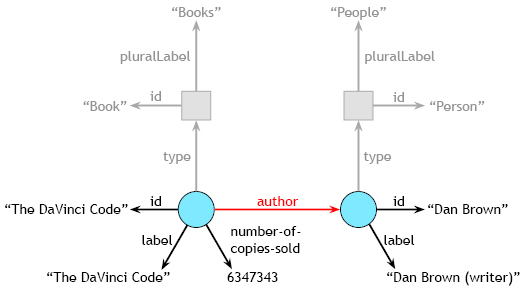 “Books”
“People”
pluralLabel
pluralLabel
“Book”
id
id
“Person”
type
type
“The DaVinci Code”
id
author
id
“Dan Brown”
label
number-of-
copies-sold
label
“The DaVinci Code”
6347343
“Dan Brown (writer)”